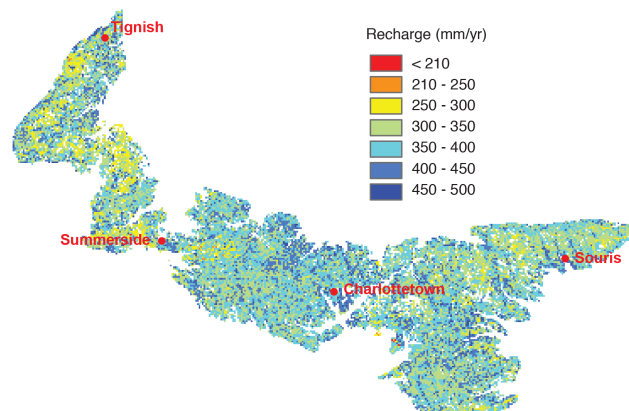 Tignish
Recharge (mm/yr)
< 210
210 - 250
250 - 300
300 - 350
350 - 400
400 - 450
450 - 500
Summerside
Souris
Charlottetown